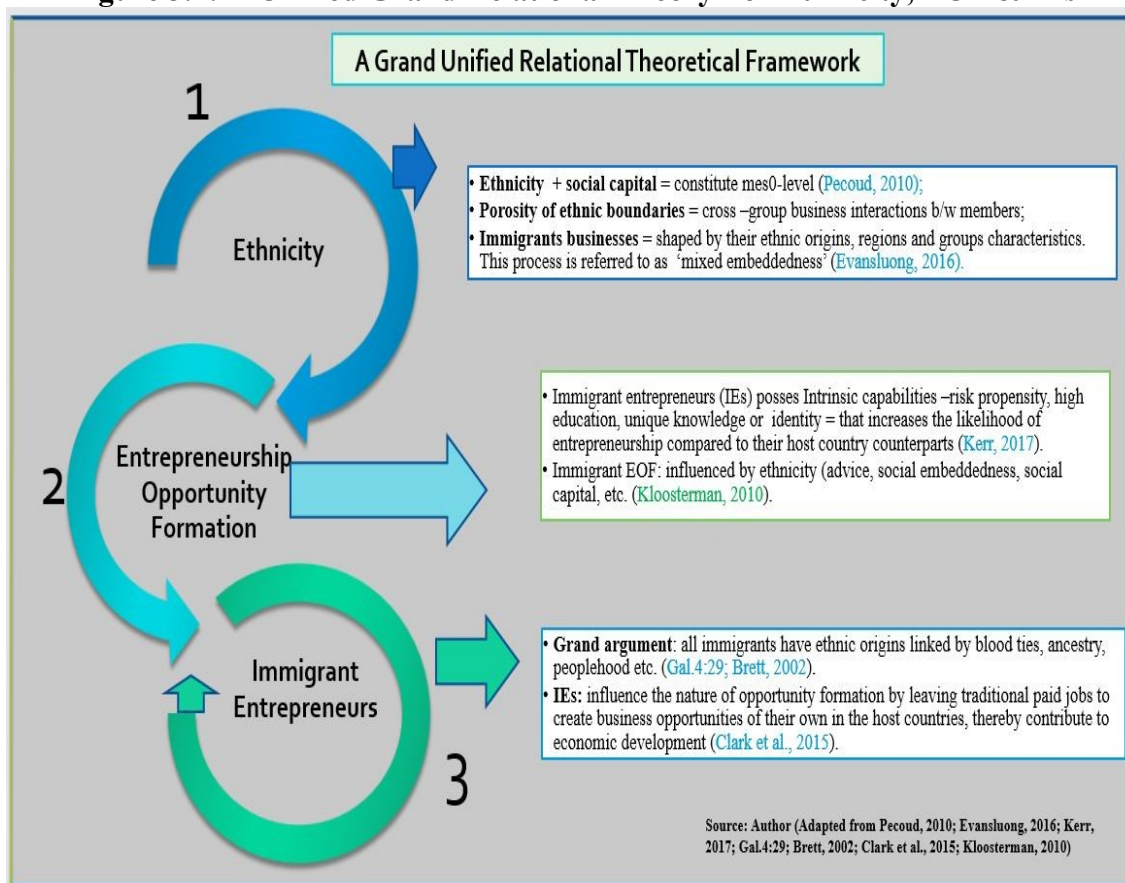 A Grand Unified Relational Theoretical Framework
1
Ethnicity
• Ethnicity + social capital = constitute mes0-level (Pecoud, 2010);
• Porosity of ethnic boundaries = cross –group business interactions b/w members;
• Immigrants businesses = shaped by their ethnic origins, regions and groups characteristics.
This process is referred to as ‘mixed embeddedness’ (Evansluong, 2016).
2
Entrepreneurship
Opportunity
Formation
• Immigrant entrepreneurs (IEs) posses Intrinsic capabilities –risk propensity, high
education, unique knowledge or identity = that increases the likelihood of
entrepreneurship compared to their host country counterparts (Kerr, 2017).
• Immigrant EOF: influenced by ethnicity (advice, social embeddedness, social
capital, etc. (Kloosterman, 2010).
Immigrant
Entrepreneurs
3
• Grand argument: all immigrants have ethnic origins linked by blood ties, ancestry,
peoplehood etc. (Gal.4:29; Brett, 2002).
• IEs: influence the nature of opportunity formation by leaving traditional paid jobs to
create business opportunities of their own in the host countries, thereby contribute to
economic development (Clark et al., 2015).
Source: Author (Adapted from Pecoud, 2010; Evansluong, 2016; Kerr,
2017; Gal.4:29; Brett, 2002; Clark et al., 2015; Kloosterman, 2010)